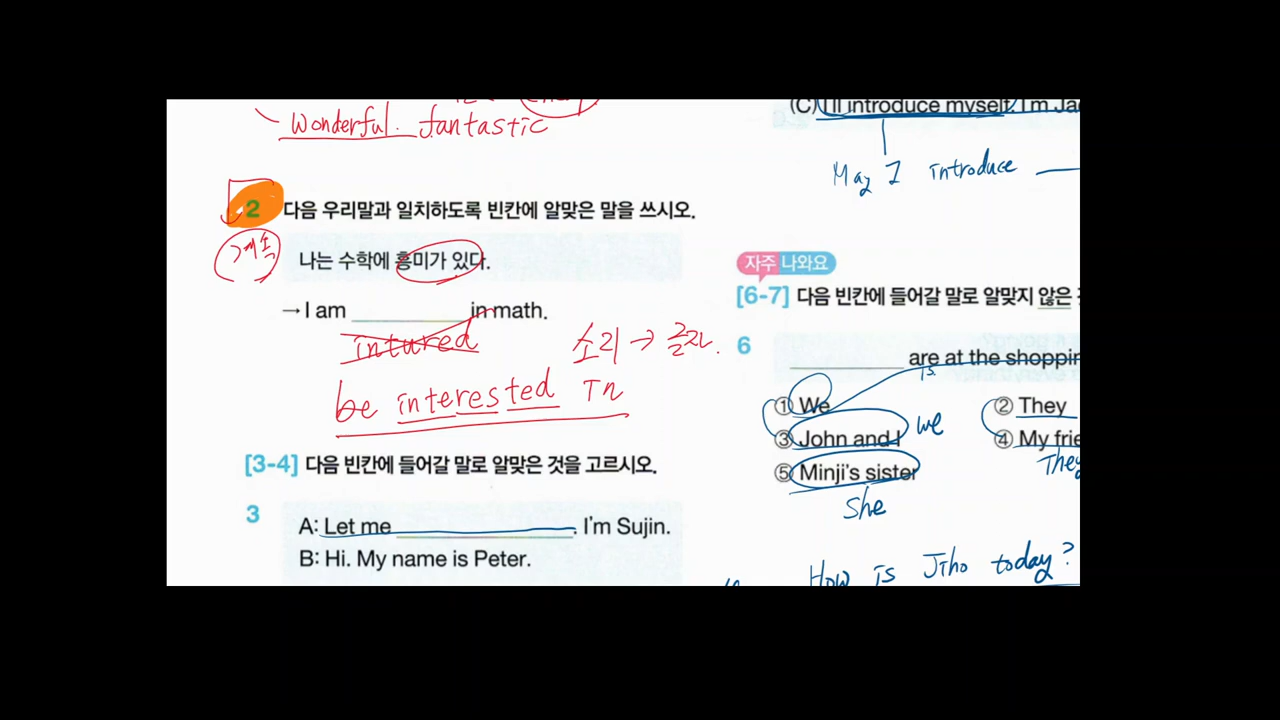 Wonderful. fantastic
2 다음 우리말과 일치하도록 빈칸에 알맞은 말을 쓰시오.
나는 수학에 흥미가 있다.
→ I am ________ in math.
intured
소리 → 글자.
be interested In
[3-4] 다음 빈칸에 들어갈 말로 알맞은 것을 고르시오.
3
A: Let me ________. I'm Sujin.
B: Hi. My name is Peter.
(C) I'll introduce myself. I'm
May I introduce
자주 나와요
[6-7] 다음 빈칸에 들어갈 말로 알맞지 않은
6
________ are at the
is
① We ② They
③ John and I we ④ My
They
⑤ Minji's sister
she
How is Jiho today?